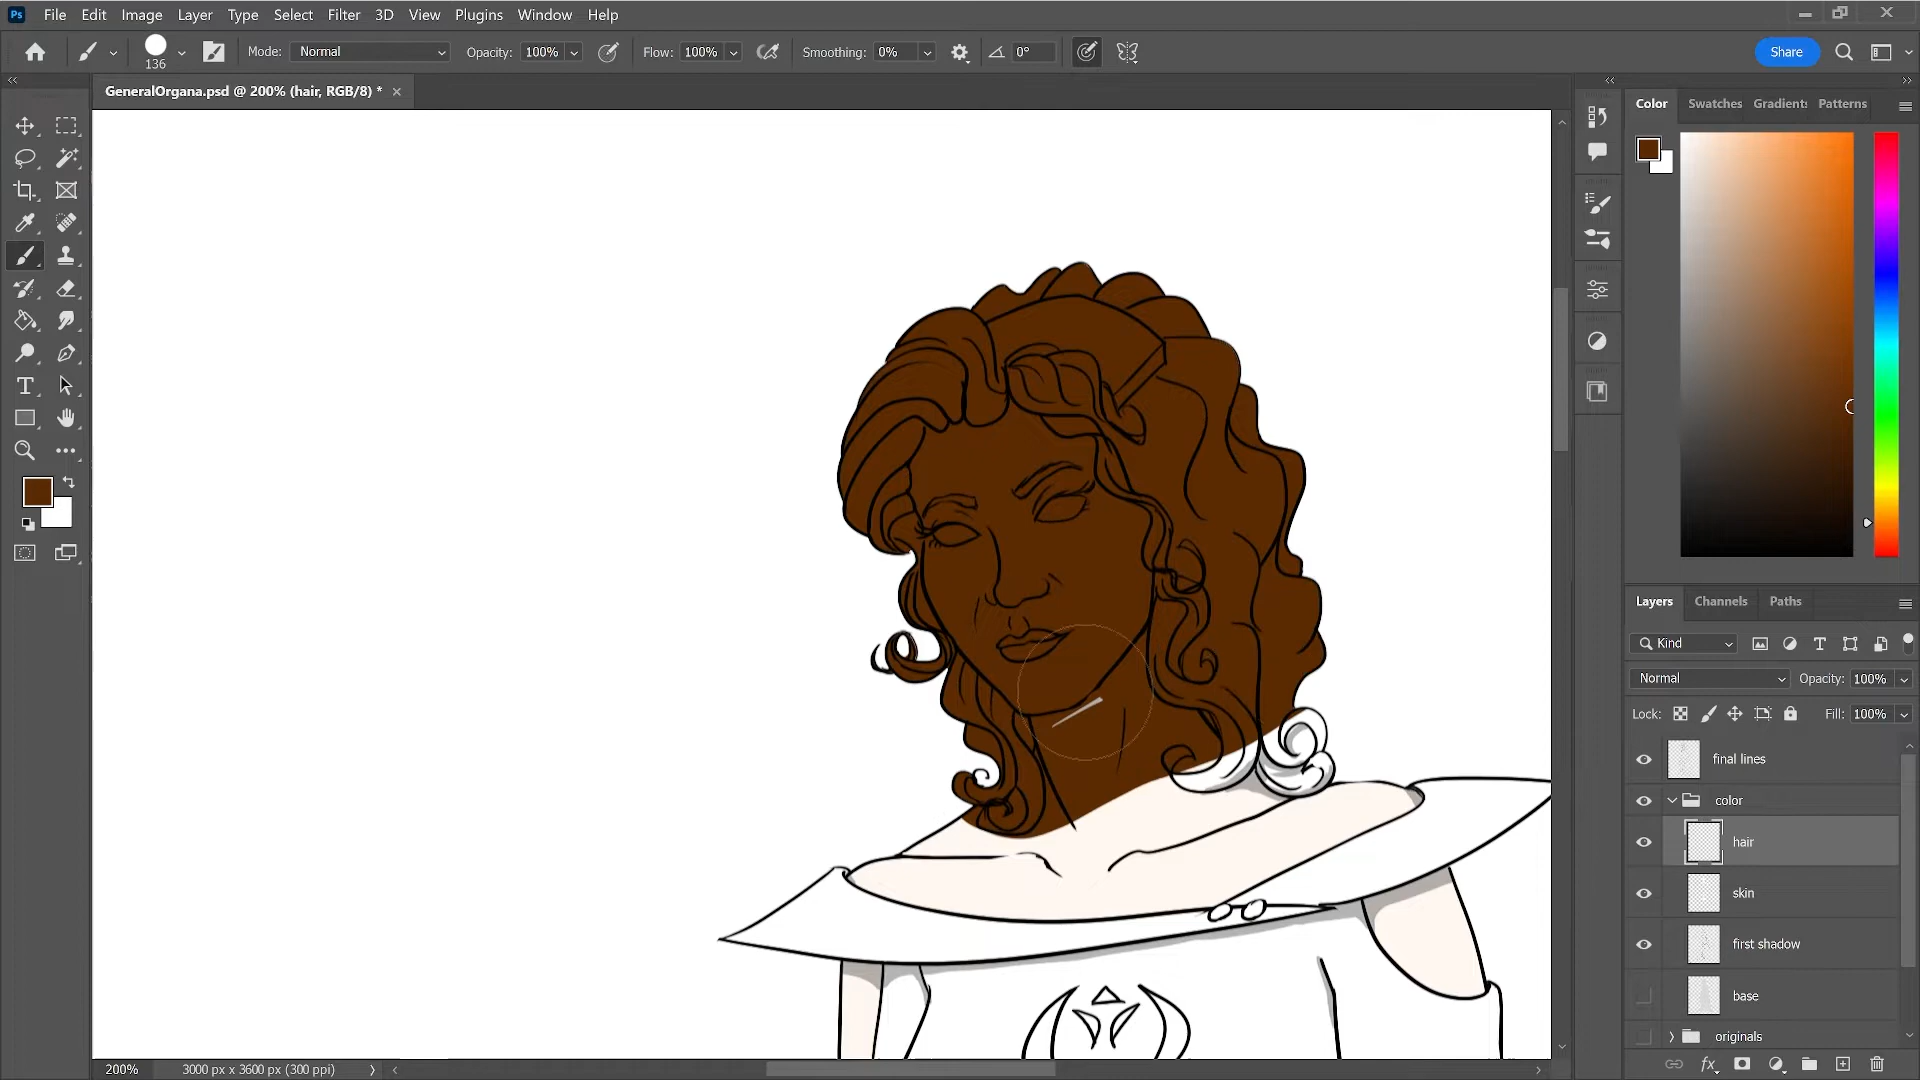 Ps File Edit Image Layer Type Select Filter 3D View Plugins Window Help
136 Mode: Normal Opacity: 100% Flow: 100% Smoothing: 0% 0° Share
GeneralOrgana.psd @ 200% (hair, RGB/8) *
Color Swatches Gradients Patterns
Layers Channels Paths
Kind
Normal Opacity: 100%
Lock: Fill: 100%
final lines
color
hair
skin
first shadow
base
originals
200% 3000 px x 3600 px (300 ppi)
fx